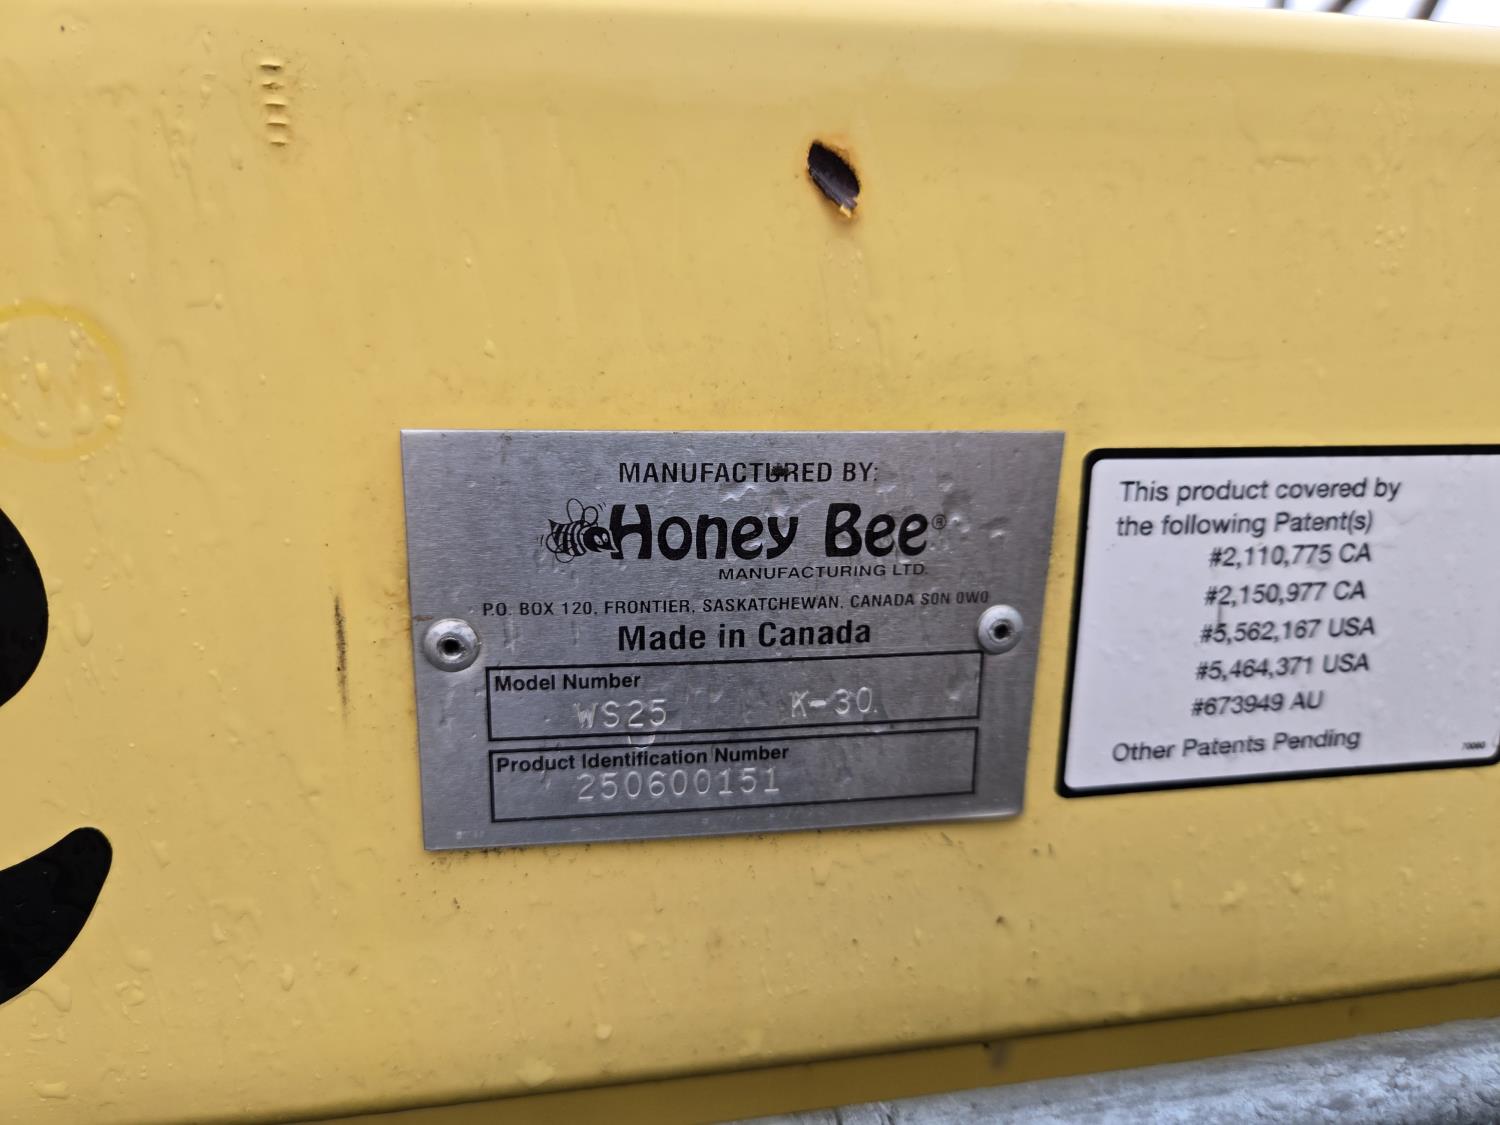 MANUFACTURED BY:
Honey Bee®
MANUFACTURING LTD.
P.O. BOX 120, FRONTIER, SASKATCHEWAN, CANADA S0N 0W0
Made in Canada
Model Number
WS25 K-30
Product Identification Number
250600151
This product covered by
the following Patent(s)
#2,110,775 CA
#2,150,977 CA
#5,562,167 USA
#5,464,371 USA
#673949 AU
Other Patents Pending